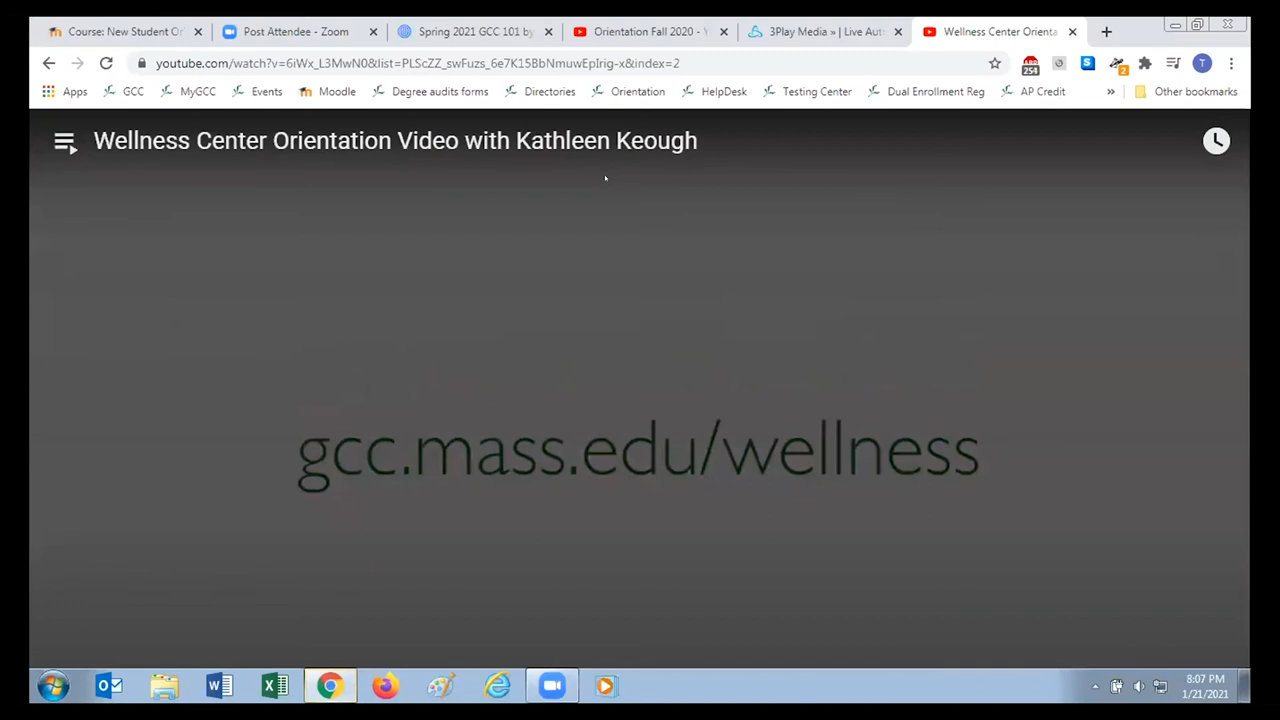 Course: New Student Or
Post Attendee - Zoom
Spring 2021 GCC 101 by
Orientation Fall 2020 - Y
3Play Media » | Live Aut
Wellness Center Orienta
youtube.com/watch?v=6iWx_L3MwN0&list=PLScZZ_swFuzs_6e7K15BbNmuwEpIrig-x&index=2
254
2
T
Apps
GCC
MyGCC
Events
Moodle
Degree audits forms
Directories
Orientation
HelpDesk
Testing Center
Dual Enrollment Reg
AP Credit
»
Other bookmarks
Wellness Center Orientation Video with Kathleen Keough
gcc.mass.edu/wellness
8:07 PM
1/21/2021